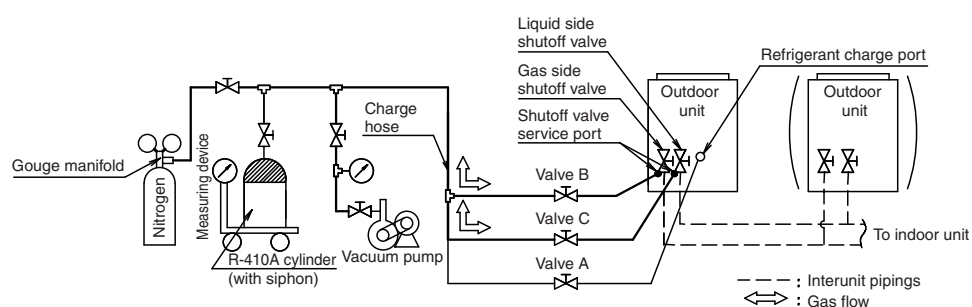 Liquid side
shutoff valve
Refrigerant charge port
Gas side
shutoff valve
Outdoor
unit
Outdoor
unit
Shutoff valve
service port
Charge
hose
Gouge manifold
Nitrogen
Measuring device
Valve B
Valve C
To indoor unit
R-410A cylinder
(with siphon)
Vacuum pump
Valve A
: Interunit pipings
: Gas flow